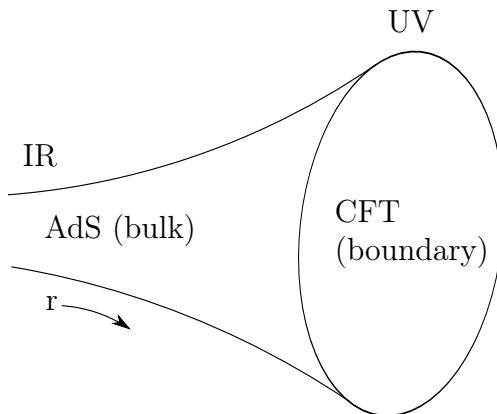 UV
IR
AdS (bulk)
CFT
(boundary)
r